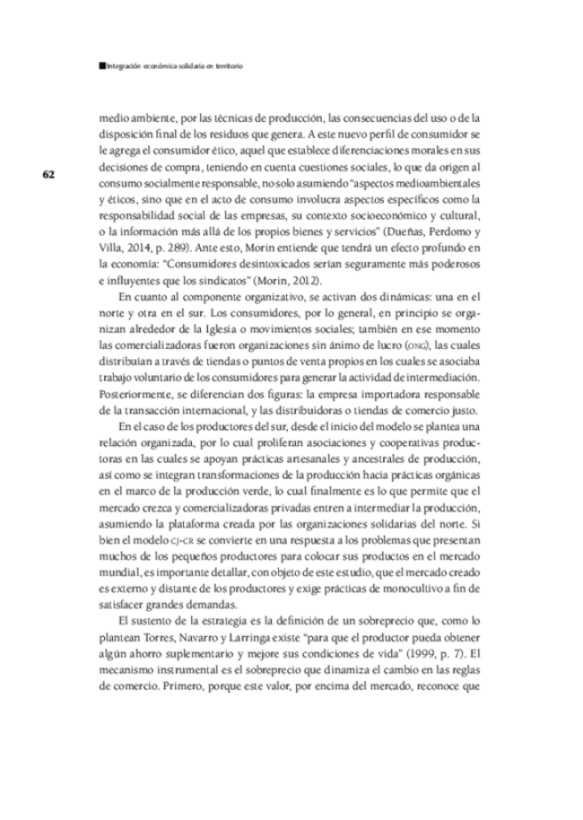 Integración económica solidaria en territorio
62
medio ambiente, por las técnicas de producción, las consecuencias del uso o de la
disposición final de los residuos que genera. A este nuevo perfil de consumidor se
le agrega el consumidor ético, aquel que establece diferenciaciones morales en sus
decisiones de compra, teniendo en cuenta cuestiones sociales, lo que da origen al
consumo socialmente responsable, no solo asumiendo “aspectos medioambientales
y éticos, sino que en el acto de consumo involucra aspectos específicos como la
responsabilidad social de las empresas, su contexto socioeconómico y cultural,
o la información más allá de los propios bienes y servicios” (Dueñas, Perdomo y
Villa, 2014, p. 289). Ante esto, Morin entiende que tendrá un efecto profundo en
la economía: “Consumidores desintoxicados serían seguramente más poderosos
e influyentes que los sindicatos” (Morin, 2012).
En cuanto al componente organizativo, se activan dos dinámicas: una en el
norte y otra en el sur. Los consumidores, por lo general, en principio se orga-
nizan alrededor de la Iglesia o movimientos sociales; también en ese momento
las comercializadoras fueron organizaciones sin ánimo de lucro (ONG), las cuales
distribuían a través de tiendas o puntos de venta propios en los cuales se asociaba
trabajo voluntario de los consumidores para generar la actividad de intermediación.
Posteriormente, se diferencian dos figuras: la empresa importadora responsable
de la transacción internacional, y las distribuidoras o tiendas de comercio justo.
En el caso de los productores del sur, desde el inicio del modelo se plantea una
relación organizada, por lo cual proliferan asociaciones y cooperativas produc-
toras en las cuales se apoyan prácticas artesanales y ancestrales de producción,
así como se integran transformaciones de la producción hacia prácticas orgánicas
en el marco de la producción verde, lo cual finalmente es lo que permite que el
mercado crezca y comercializadoras privadas entren a intermediar la producción,
asumiendo la plataforma creada por las organizaciones solidarias del norte. Si
bien el modelo CJ-CR se convierte en una respuesta a los problemas que presentan
muchos de los pequeños productores para colocar sus productos en el mercado
mundial, es importante detallar, con objeto de este estudio, que el mercado creado
es externo y distante de los productores y exige prácticas de monocultivo a fin de
satisfacer grandes demandas.
El sustento de la estrategia es la definición de un sobreprecio que, como lo
plantean Torres, Navarro y Larringa existe “para que el productor pueda obtener
algún ahorro suplementario y mejore sus condiciones de vida” (1999, p. 7). El
mecanismo instrumental es el sobreprecio que dinamiza el cambio en las reglas
de comercio. Primero, porque este valor, por encima del mercado, reconoce que